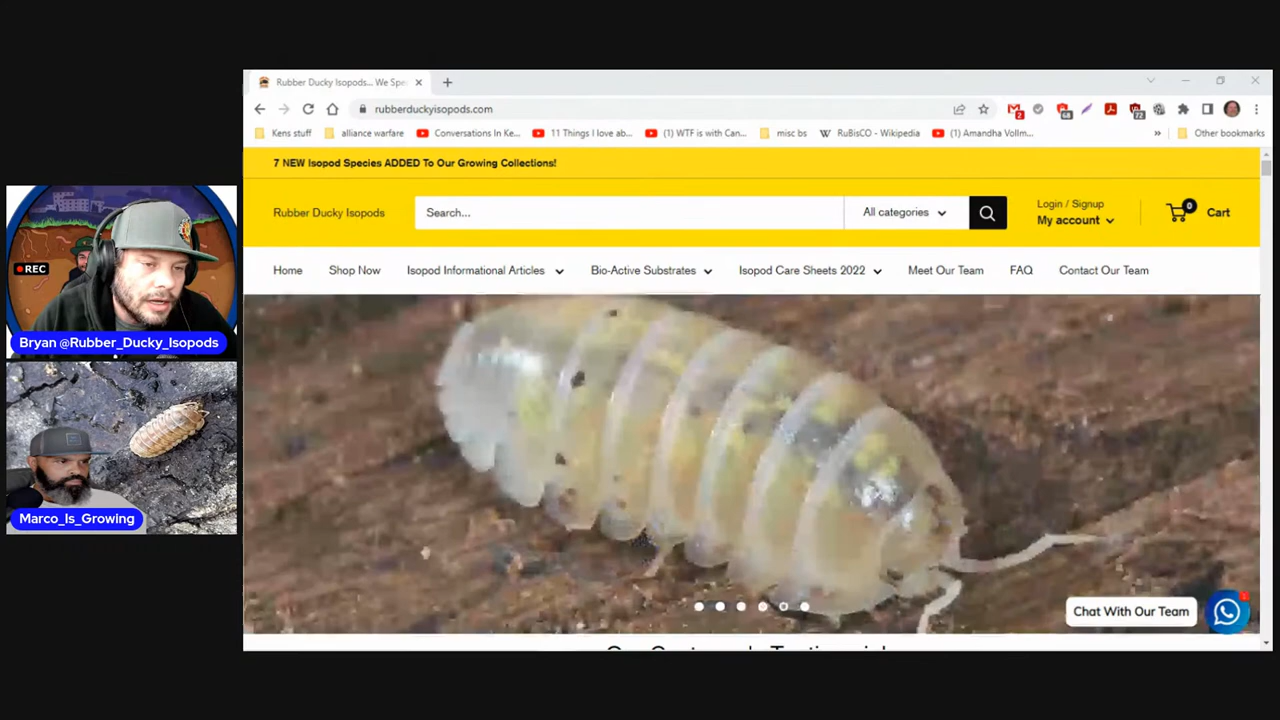 Rubber Ducky Isopods... We Spe
rubberduckyisopods.com
2
68
72
Kens stuff
alliance warfare
Conversations In Ke...
11 Things I love ab...
(1) WTF is with Can...
misc bs
W RuBisCO - Wikipedia
(1) Amandha Vollm...
Other bookmarks
7 NEW Isopod Species ADDED To Our Growing Collections!
Rubber Ducky Isopods
Search...
All categories
Login / Signup
My account
0
Cart
Home
Shop Now
Isopod Informational Articles
Bio-Active Substrates
Isopod Care Sheets 2022
Meet Our Team
FAQ
Contact Our Team
REC
Bryan @Rubber_Ducky_Isopods
Marco_Is_Growing
Chat With Our Team
1